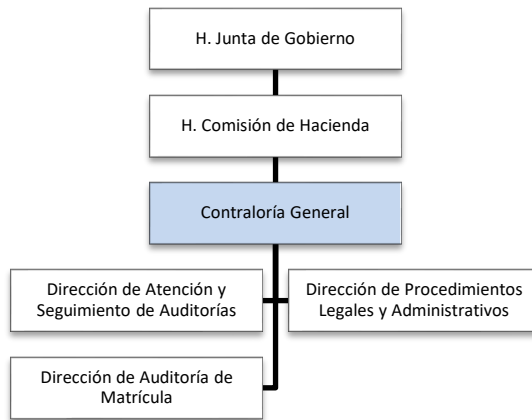 H. Junta de Gobierno
H. Comisión de Hacienda
Contraloría General
Dirección de Atención y
Seguimiento de Auditorías
Dirección de Procedimientos
Legales y Administrativos
Dirección de Auditoría de
Matrícula